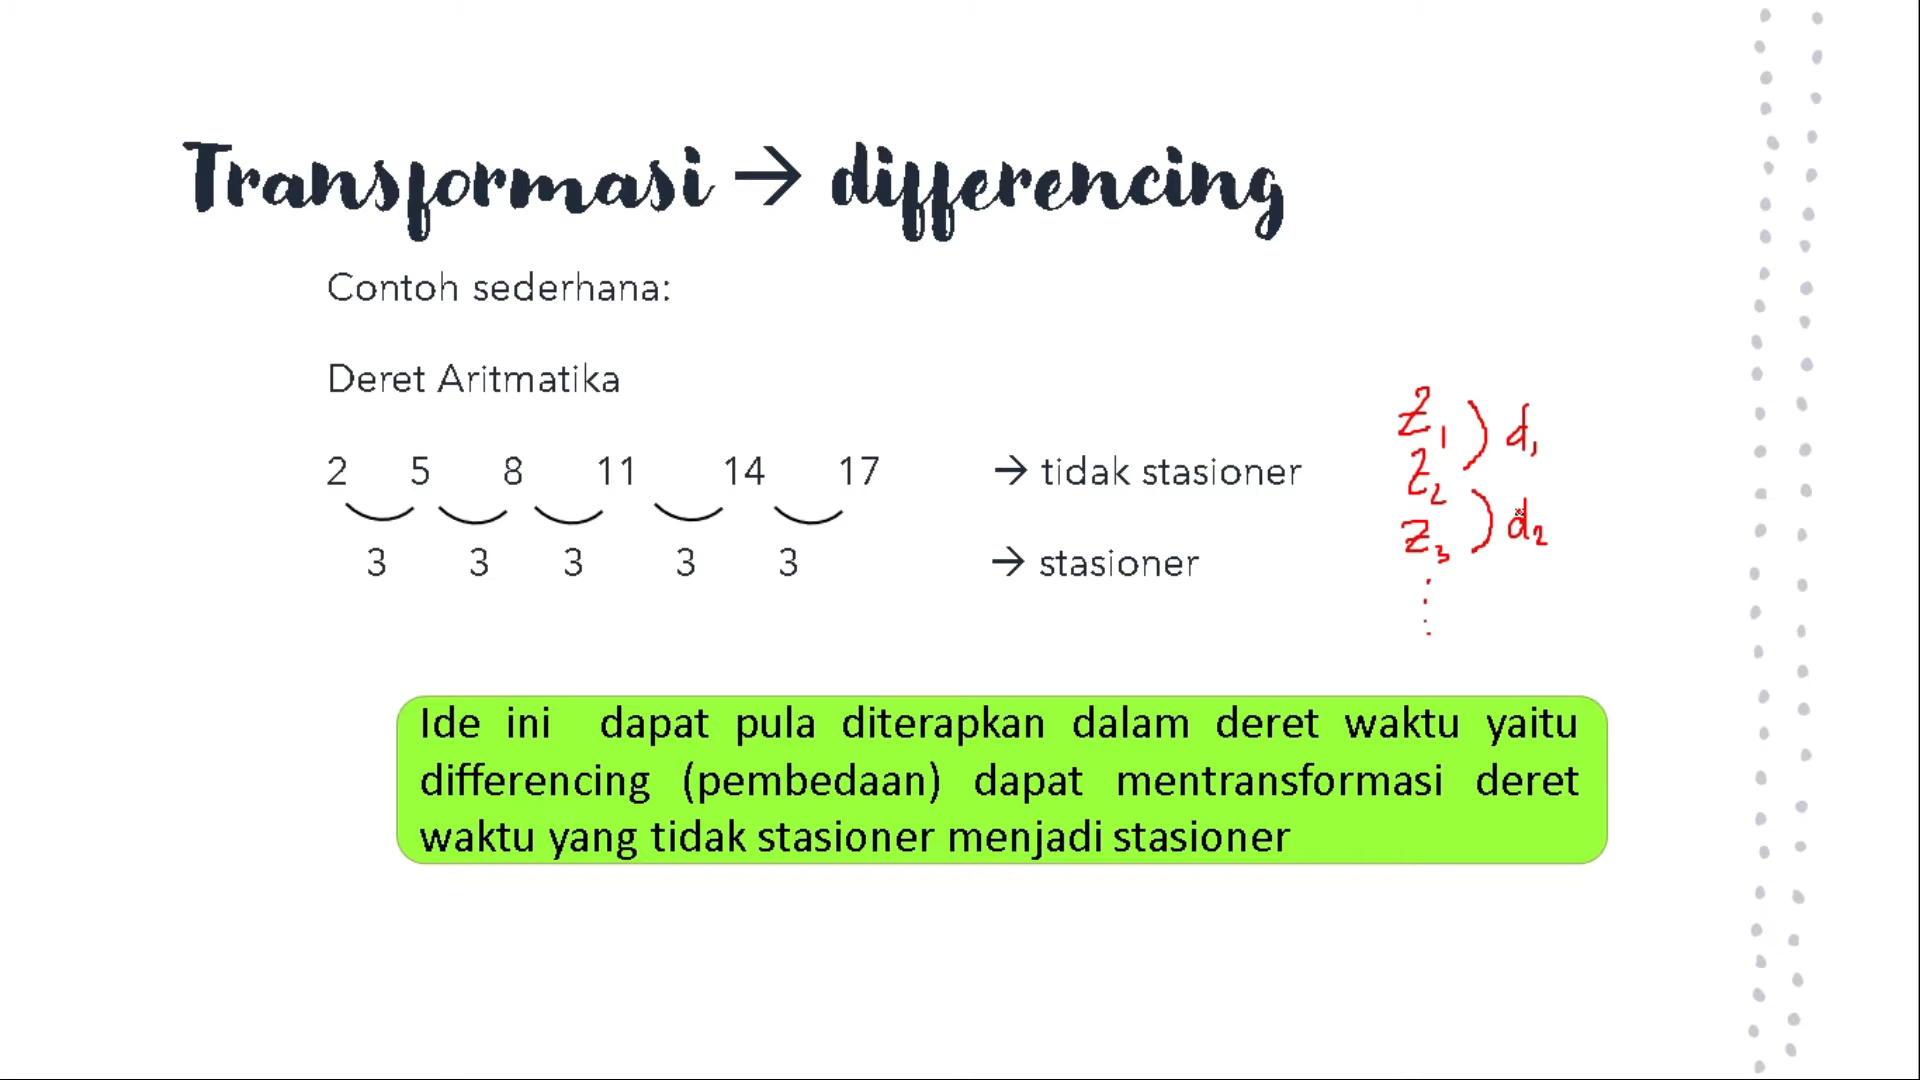 Transformasi → differencing
Contoh sederhana:
Deret Aritmatika
2 5 8 11 14 17 → tidak stasioner
3 3 3 3 3 → stasioner
Z1 ) d1
Z2
Z3 ) d2
Ide ini dapat pula diterapkan dalam deret waktu yaitu
differencing (pembedaan) dapat mentransformasi deret
waktu yang tidak stasioner menjadi stasioner